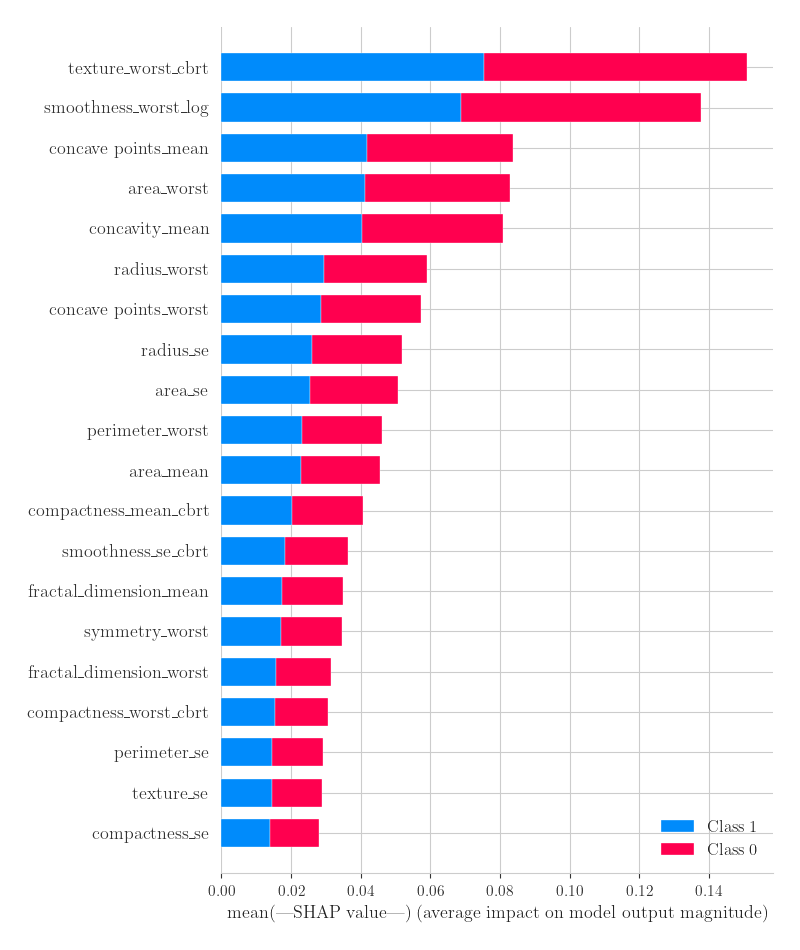 texture_worst_cbrt
smoothness_worst_log
concave points_mean
area_worst
concavity_mean
radius_worst
concave points_worst
radius_se
area_se
perimeter_worst
area_mean
compactness_mean_cbrt
smoothness_se_cbrt
fractal_dimension_mean
symmetry_worst
fractal_dimension_worst
compactness_worst_cbrt
perimeter_se
texture_se
compactness_se
Class 1
Class 0
0.00 0.02 0.04 0.06 0.08 0.10 0.12 0.14
mean(—SHAP value—) (average impact on model output magnitude)